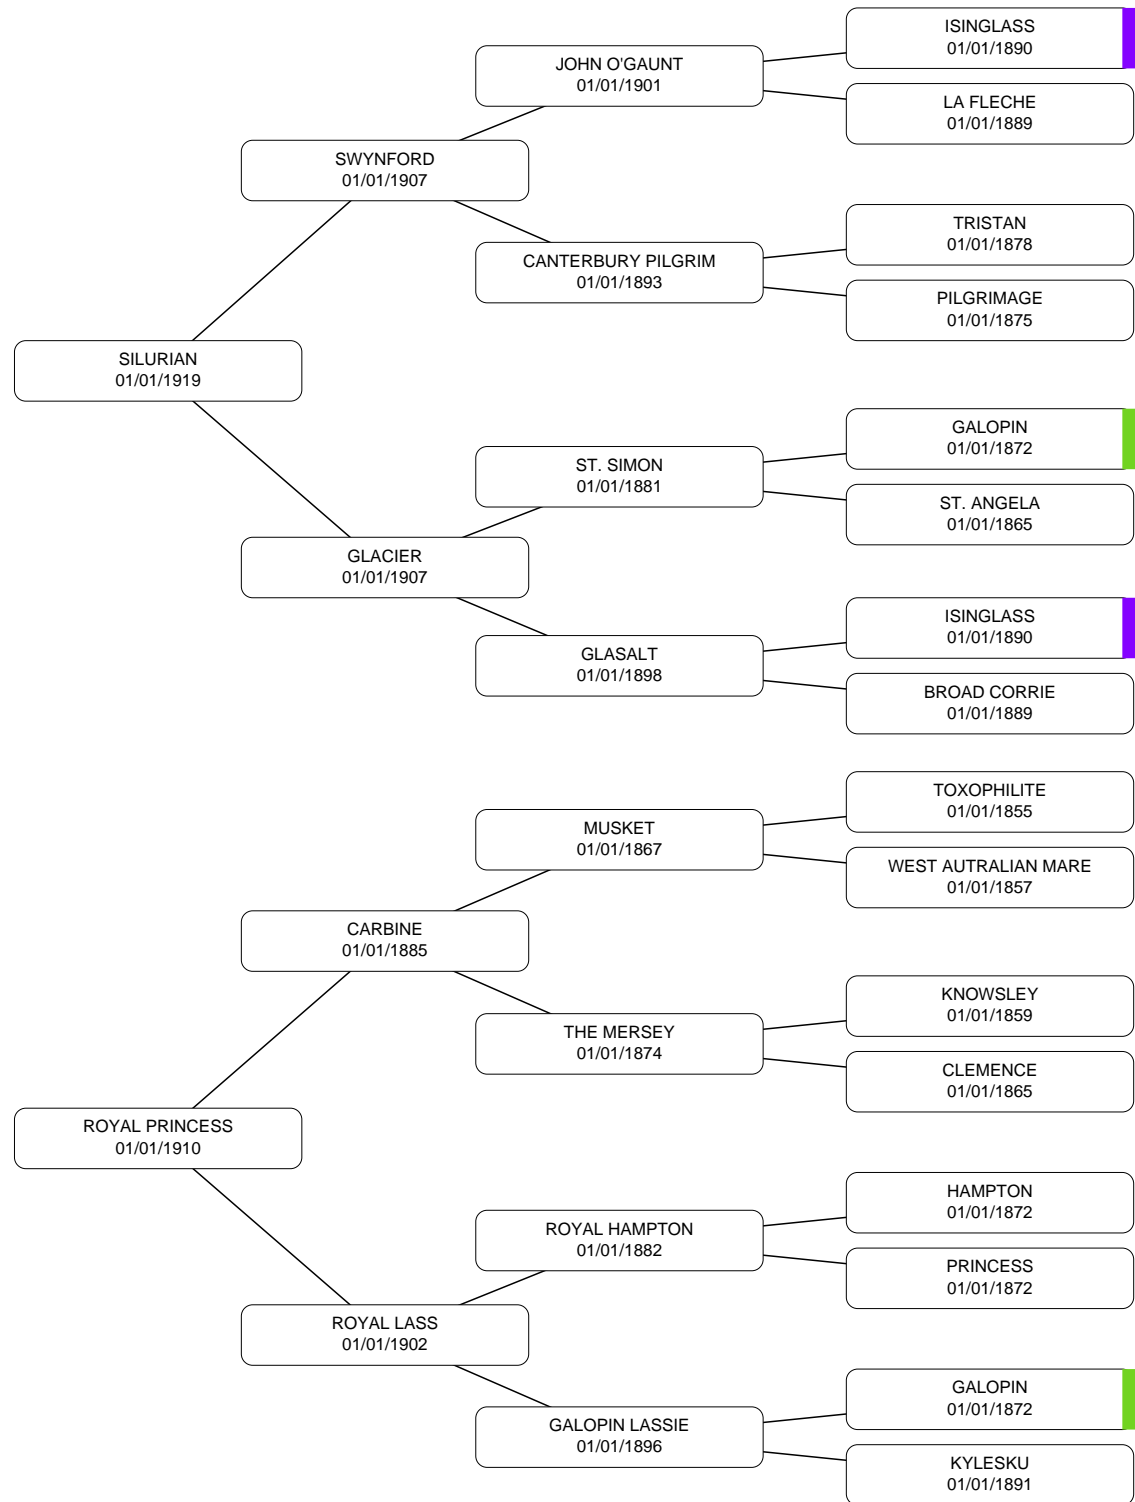 ISINGLASS
01/01/1890
JOHN O'GAUNT
01/01/1901
LA FLECHE
01/01/1889
SWYNFORD
01/01/1907
TRISTAN
01/01/1878
CANTERBURY PILGRIM
01/01/1893
PILGRIMAGE
01/01/1875
SILURIAN
01/01/1919
GALOPIN
01/01/1872
ST. SIMON
01/01/1881
ST. ANGELA
01/01/1865
GLACIER
01/01/1907
ISINGLASS
01/01/1890
GLASALT
01/01/1898
BROAD CORRIE
01/01/1889
TOXOPHILITE
01/01/1855
MUSKET
01/01/1867
WEST AUTRALIAN MARE
01/01/1857
CARBINE
01/01/1885
KNOWSLEY
01/01/1859
THE MERSEY
01/01/1874
CLEMENCE
01/01/1865
ROYAL PRINCESS
01/01/1910
HAMPTON
01/01/1872
ROYAL HAMPTON
01/01/1882
PRINCESS
01/01/1872
ROYAL LASS
01/01/1902
GALOPIN
01/01/1872
GALOPIN LASSIE
01/01/1896
KYLESKU
01/01/1891